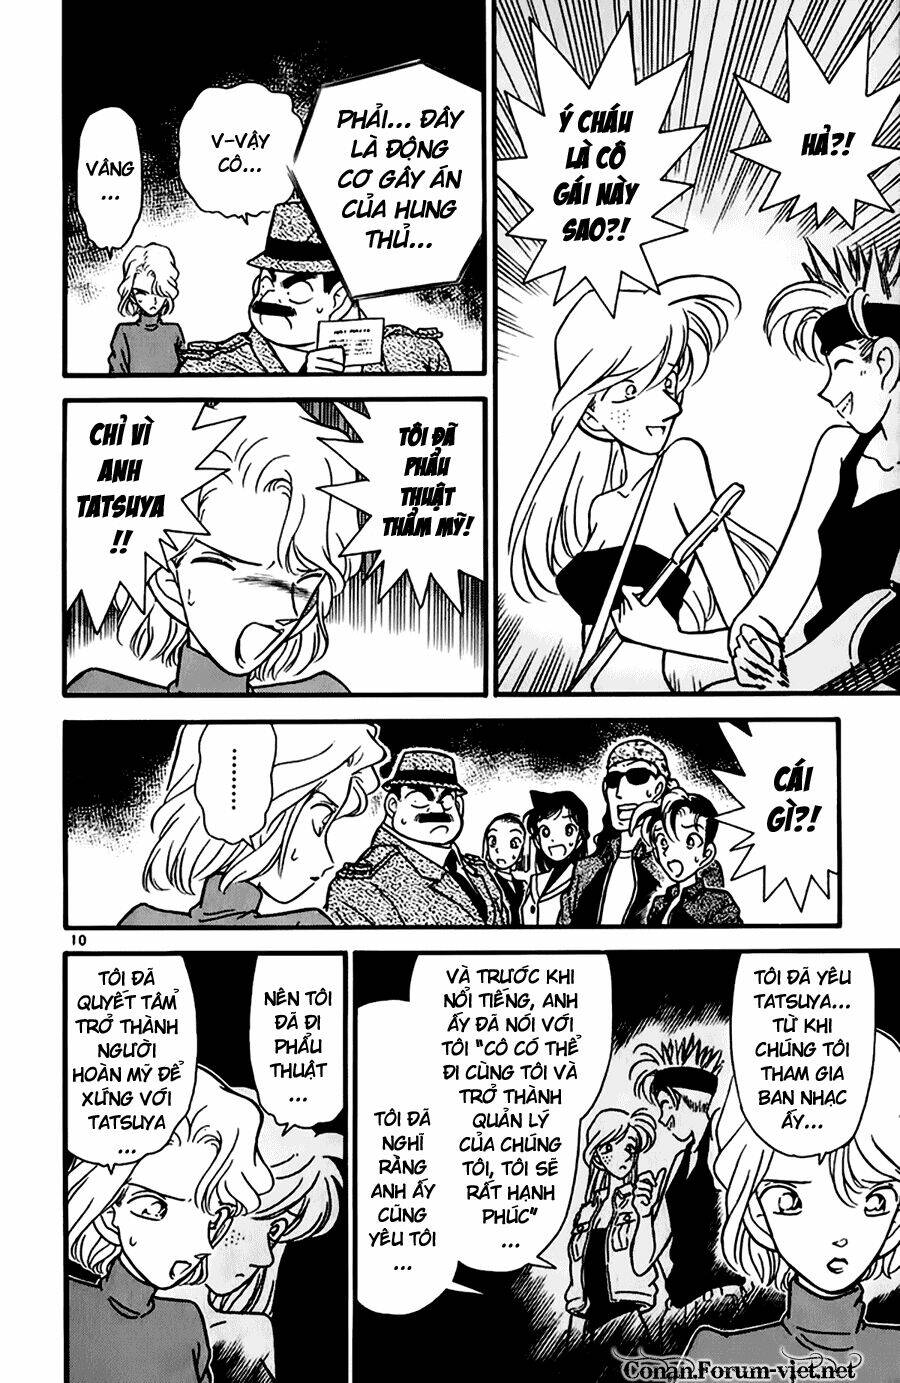 HẢ?!
Ý CHÁU
LÀ CÔ
GÁI NÀY
SAO?!
PHẢI... ĐÂY
LÀ ĐỘNG
CƠ GÂY ÁN
CỦA HUNG
THỦ...
V-VẬY
CÔ...
VÂNG
...
TÔI ĐÃ
PHẨU
THUẬT
THẨM MỸ!
CHỈ VÌ
ANH
TATSUYA
!!
CÁI
GÌ?!
........
10
TÔI ĐÃ YÊU
TATSUYA...
TỪ KHI
CHÚNG TÔI
THAM GIA
BAN NHẠC
ẤY...
VÀ TRƯỚC KHI
NỔI TIẾNG, ANH
ẤY ĐÃ NÓI VỚI
TÔI "CÔ CÓ THỂ
ĐI CÙNG TÔI VÀ
TRỞ THÀNH
QUẢN LÝ
CỦA CHÚNG
TÔI, TÔI SẼ
RẤT HẠNH
PHÚC"
...
TÔI ĐÃ
NGHĨ
RẰNG
ANH ẤY
CŨNG
YÊU TÔI
...
NÊN TÔI
ĐÃ ĐI
PHẨU
THUẬT
...
TÔI ĐÃ
QUYẾT TÂM
TRỞ THÀNH
NGƯỜI
HOÀN MỸ ĐỂ
XỨNG VỚI
TATSUYA
...
Conan.Forum-viet.net